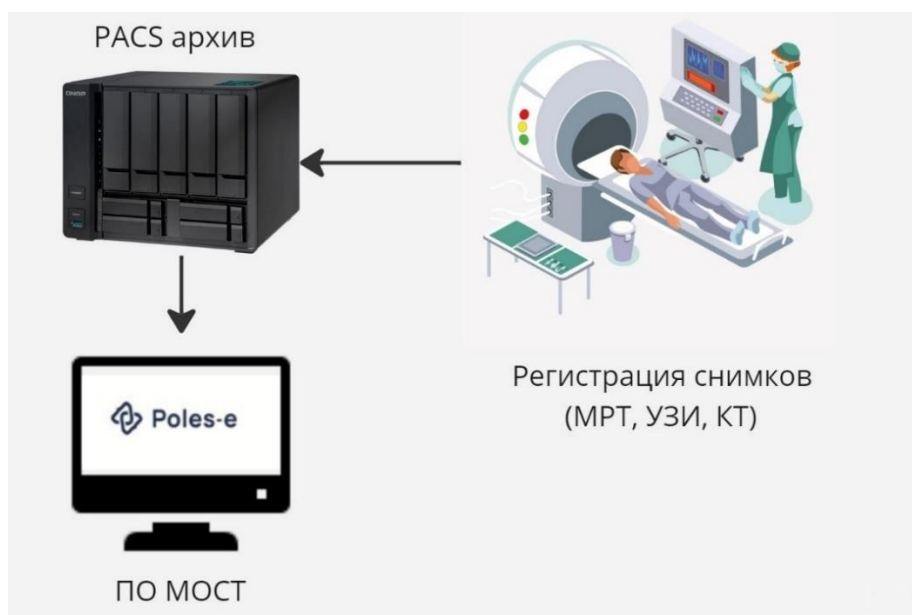 PACS архив
Регистрация снимков
(МРТ, УЗИ, КТ)
Poles-e
ПО МОСТ